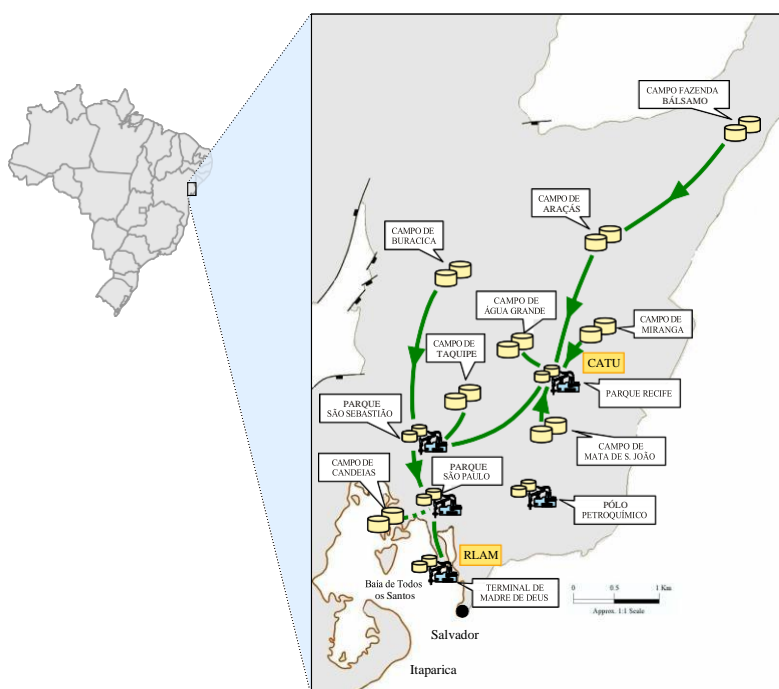 CAMPO FAZENDA
BÁLSAMO
CAMPO DE
ARAÇÁS
CAMPO DE
BURACICA
CAMPO DE
ÁGUA GRANDE
CAMPO DE
MIRANGA
CAMPO DE
TAQUIPE
CATU
PARQUE RECIFE
PARQUE
SÃO SEBASTIÃO
CAMPO DE
MATA DE S. JOÃO
CAMPO DE
CANDEIAS
PARQUE
SÃO PAULO
PÓLO
PETROQUÍMICO
RLAM
Baía de Todos
os Santos
TERMINAL DE
MADRE DE DEUS
0 0.5 1 Km
Approx. 1:1 Scale
Salvador
Itaparica